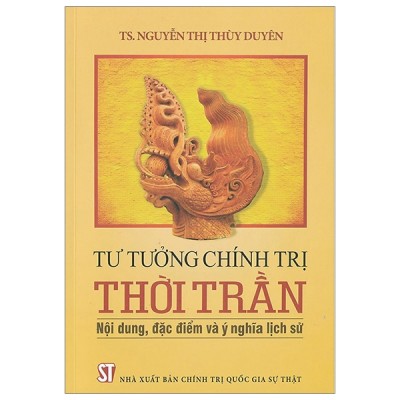 TS. NGUYỄN THỊ THÙY DUYÊN
TƯ TƯỞNG CHÍNH TRỊ
THỜI TRẦN
Nội dung, đặc điểm và ý nghĩa lịch sử
ST
NHÀ XUẤT BẢN CHÍNH TRỊ QUỐC GIA SỰ THẬT